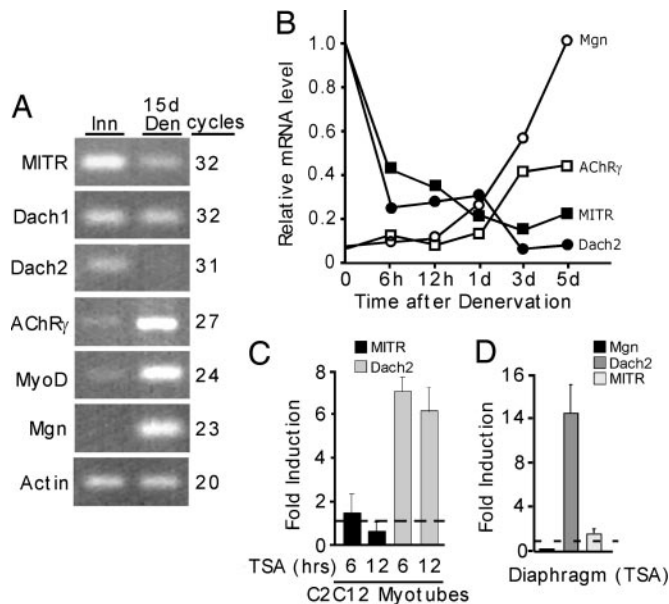 A
Inn
15d
Den
cycles
MITR
32
Dach1
32
Dach2
31
AChRγ
27
MyoD
24
Mgn
23
Actin
20
B
Relative mRNA level
1.0
0.8
0.6
0.4
0.2
0
0
6h
12h
1d
3d
5d
Time after Denervation
Mgn
AChRγ
MITR
Dach2
C
MITR
Dach2
Fold Induction
8
6
4
2
0
TSA (hrs)
6
12
6
12
C2C12 Myotubes
D
Mgn
Dach2
MITR
Fold Induction
16
14
8
4
2
0
Diaphragm (TSA)